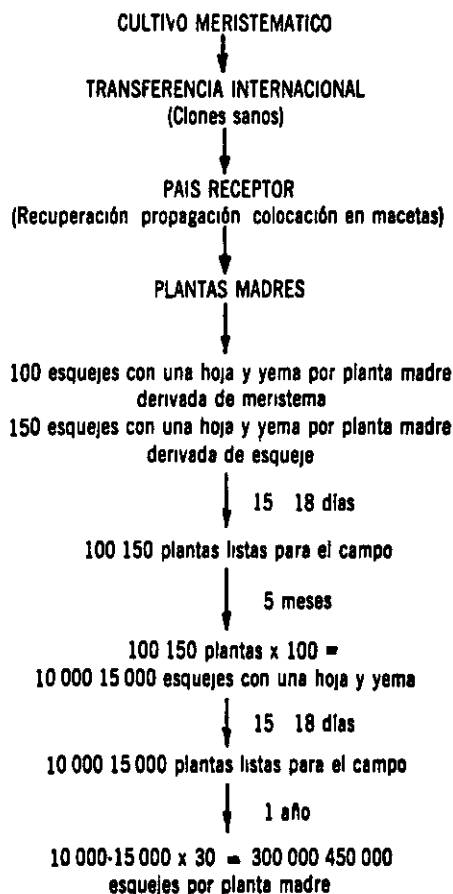 CULTIVO MERISTEMATICO
TRANSFERENCIA INTERNACIONAL
(Clones sanos)
PAIS RECEPTOR
(Recuperación propagación colocación en macetas)
PLANTAS MADRES
100 esquejes con una hoja y yema por planta madre
derivada de meristema
150 esquejes con una hoja y yema por planta madre
derivada de esqueje
15 18 días
100 150 plantas listas para el campo
5 meses
100 150 plantas x 100 =
10 000 15 000 esquejes con una hoja y yema
15 18 días
10 000 15 000 plantas listas para el campo
1 año
10 000-15 000 x 30 = 300 000 450 000
esquejes por planta madre